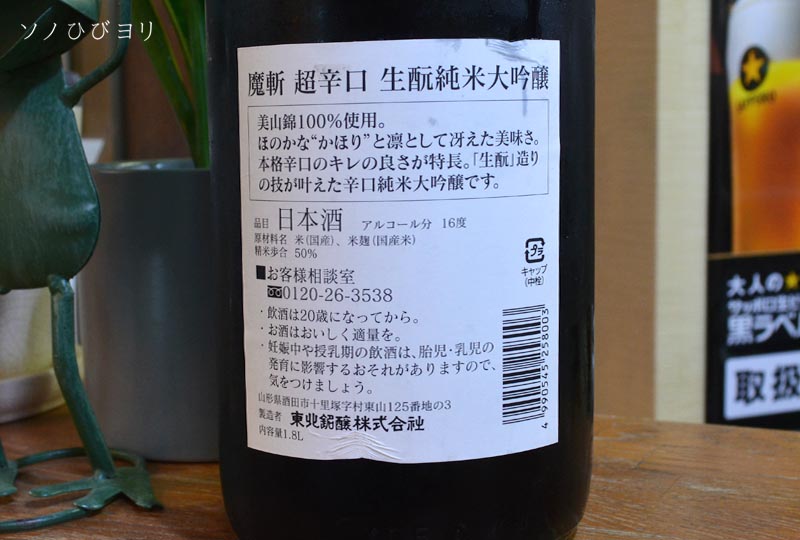 ソノひびヨリ
魔斬 超辛口 生酛純米大吟醸
美山錦100%使用。
ほのかな“かほり”と凛として冴えた美味さ。
本格辛口のキレの良さが特長。「生酛」造り
の技が叶えた辛口純米大吟醸です。
品目 日本酒 アルコール分 16度
原材料名 米(国産)、米麹(国産米)
精米歩合 50%
プラ
キャップ
(中栓)
■お客様相談室
0120-26-3538
・飲酒は20歳になってから。
・お酒はおいしく適量を。
・妊娠中や授乳期の飲酒は、胎児・乳児の
発育に影響するおそれがありますので、
気をつけましょう。
山形県酒田市十里塚字村東山125番地の3
製造者 東北銘醸株式会社
内容量1.8L
4 990545 258003
SAPPORO
大人の★
サッポロ生ビ
黒ラベ
取扱